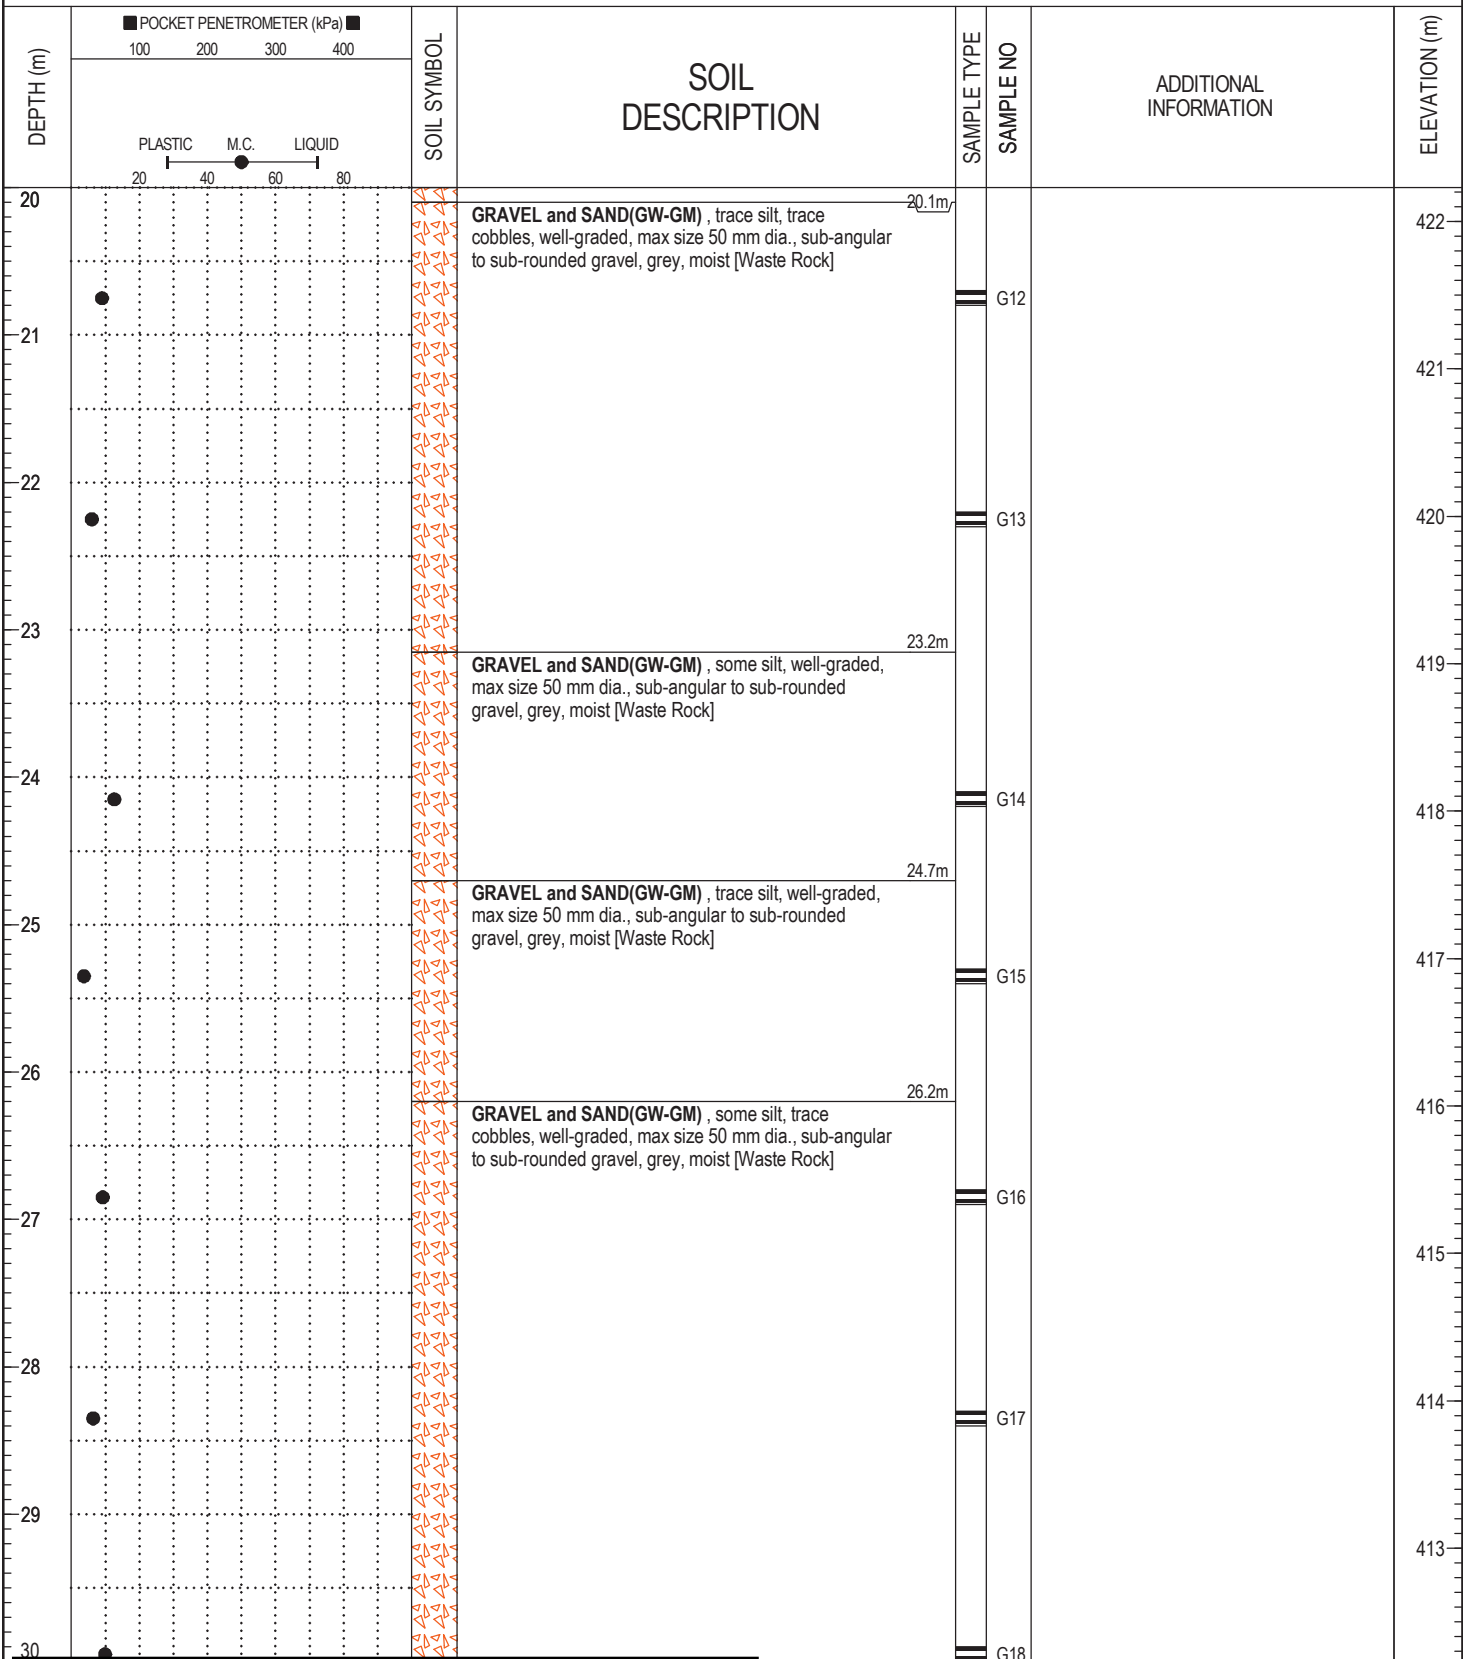 ■ POCKET PENETROMETER (kPa) ■
100 200 300 400
DEPTH (m)
PLASTIC M.C. LIQUID
20 40 60 80
SOIL SYMBOL
SOIL
DESCRIPTION
SAMPLE TYPE
SAMPLE NO
ADDITIONAL
INFORMATION
ELEVATION (m)
20
20.1m
GRAVEL and SAND(GW-GM) , trace silt, trace
cobbles, well-graded, max size 50 mm dia., sub-angular
to sub-rounded gravel, grey, moist [Waste Rock]
422
G12
21
421
22
G13
420
23
23.2m
GRAVEL and SAND(GW-GM) , some silt, well-graded,
max size 50 mm dia., sub-angular to sub-rounded
gravel, grey, moist [Waste Rock]
419
24
G14
418
24.7m
GRAVEL and SAND(GW-GM) , trace silt, well-graded,
max size 50 mm dia., sub-angular to sub-rounded
gravel, grey, moist [Waste Rock]
25
417
G15
26
26.2m
GRAVEL and SAND(GW-GM) , some silt, trace
cobbles, well-graded, max size 50 mm dia., sub-angular
to sub-rounded gravel, grey, moist [Waste Rock]
416
G16
27
415
28
414
G17
29
413
30
G18